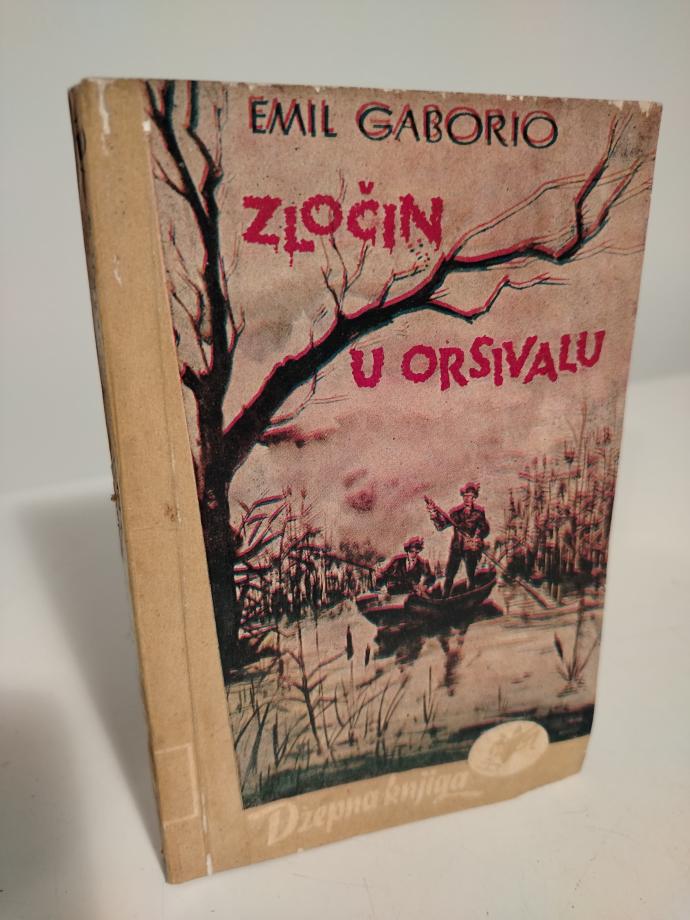 EMIL GABORIO
ZLOČIN
U ORSIVALU
Džepna knjiga